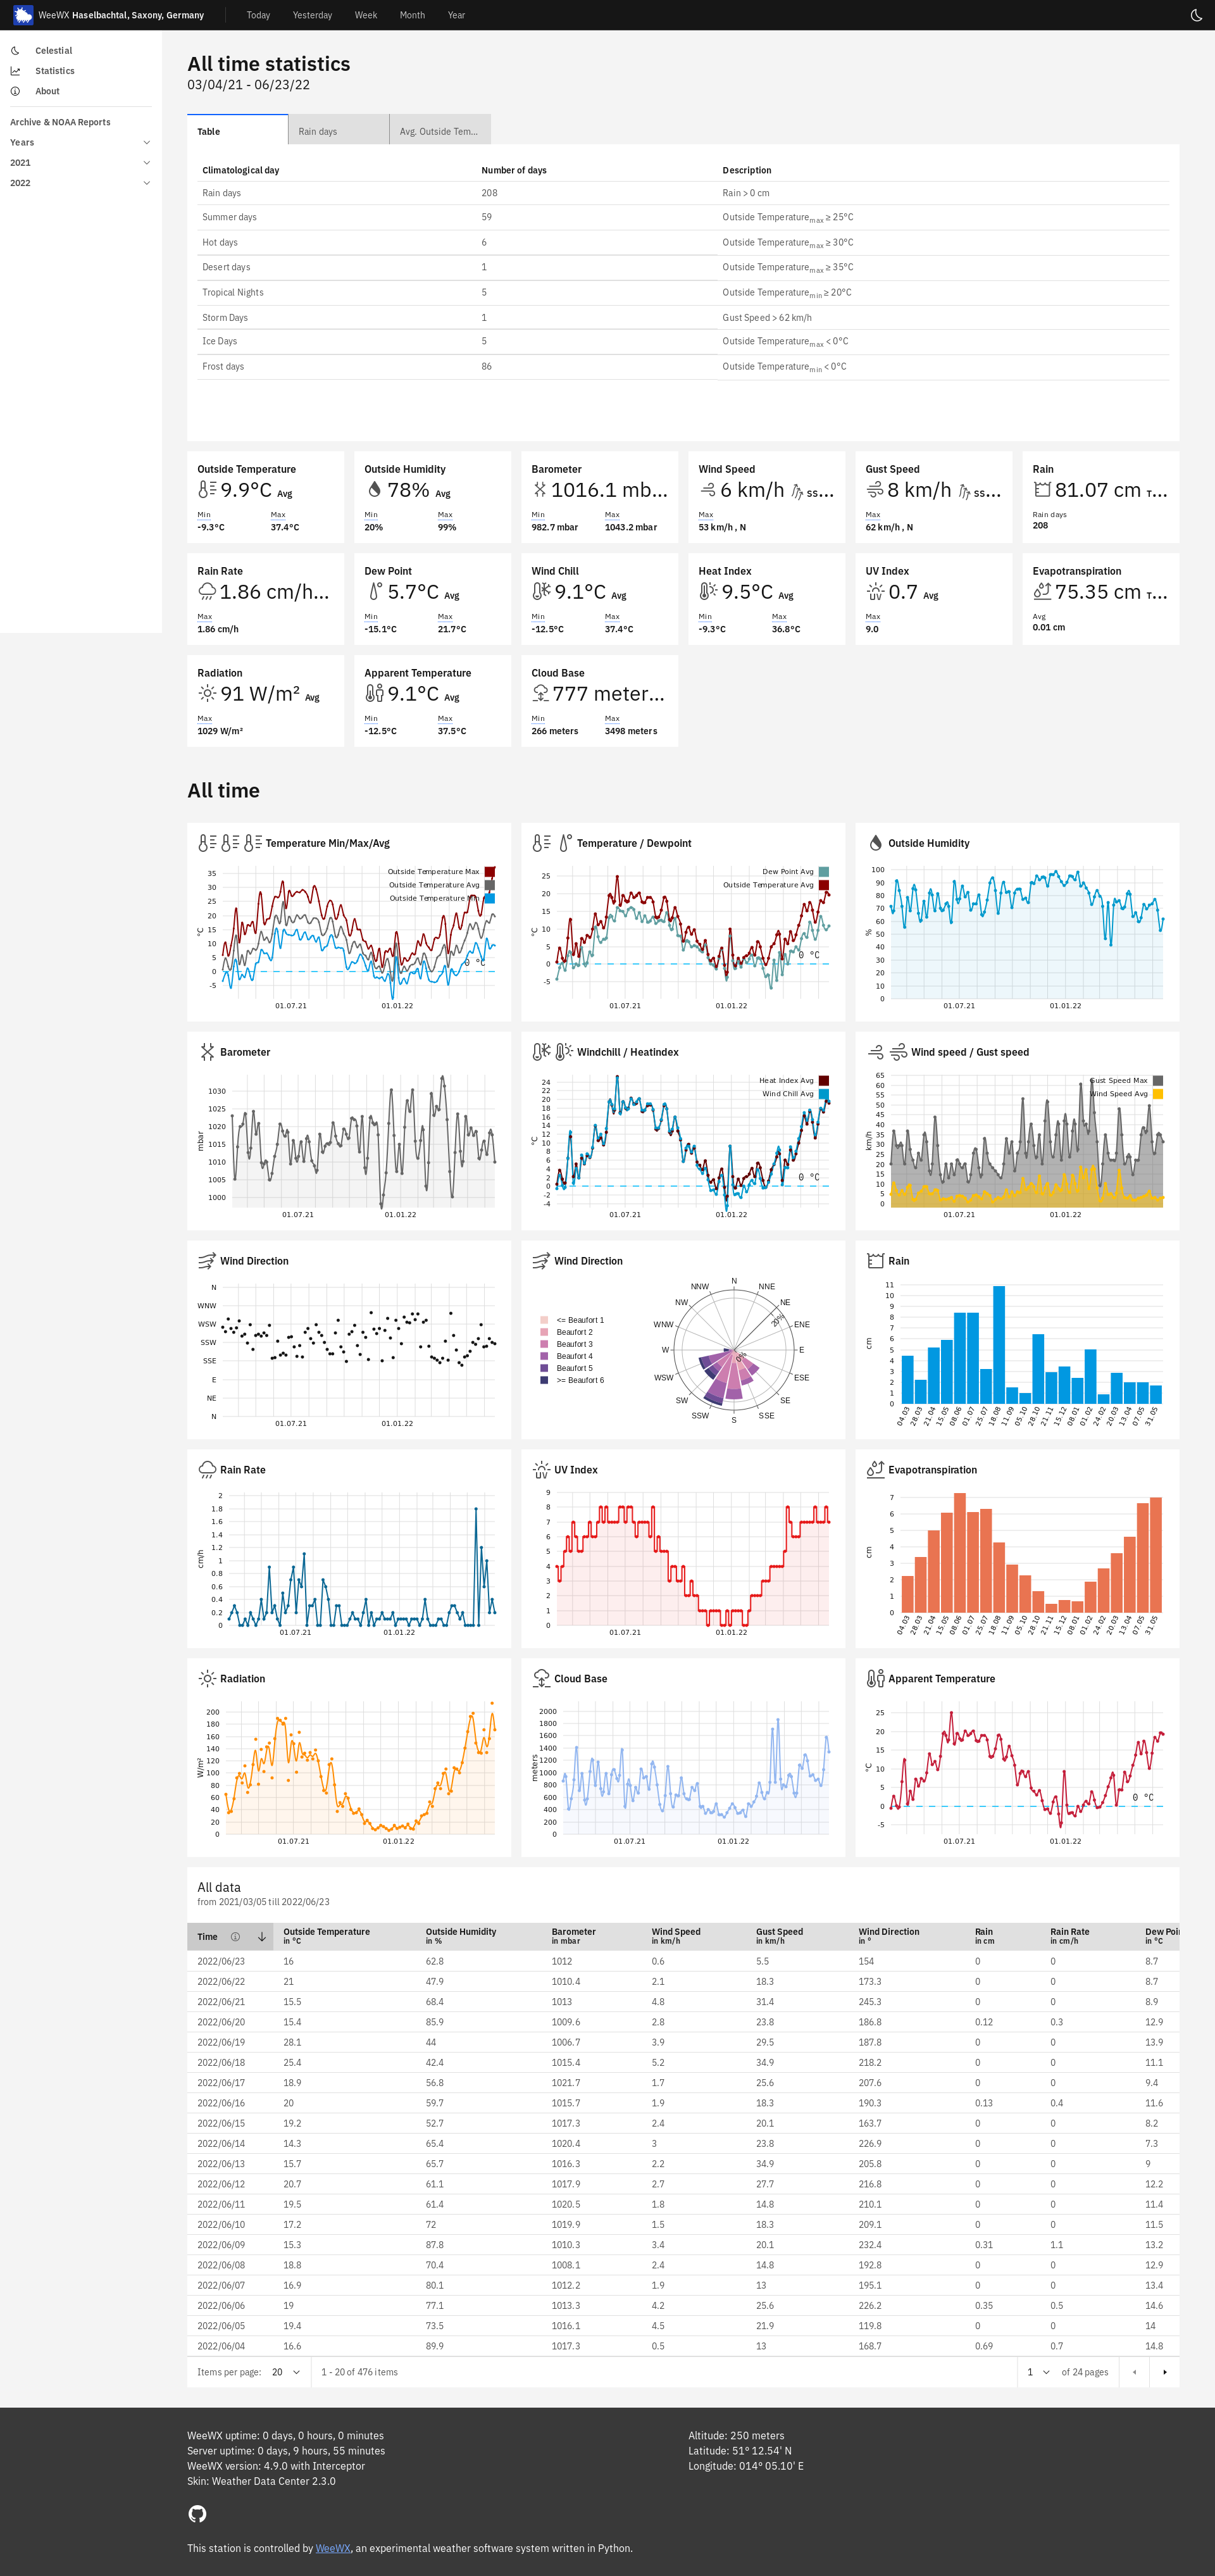 WeeWX Haselbachtal, Saxony, Germany Today Yesterday Week Month Year
Celestial
Statistics
About
Archive & NOAA Reports
Years
2021
2022
All time statistics
03/04/21 - 06/23/22
Table Rain days Avg. Outside Tem...
Climatological day Number of days Description
Rain days 208 Rain > 0 cm
Summer days 59 Outside Temperaturemax ≥ 25°C
Hot days 6 Outside Temperaturemax ≥ 30°C
Desert days 1 Outside Temperaturemax ≥ 35°C
Tropical Nights 5 Outside Temperaturemin ≥ 20°C
Storm Days 1 Gust Speed > 62 km/h
Ice Days 5 Outside Temperaturemax < 0°C
Frost days 86 Outside Temperaturemin < 0°C
Outside Temperature
9.9°C Avg
Min Max
-9.3°C 37.4°C
Outside Humidity
78% Avg
Min Max
20% 99%
Barometer
1016.1 mb...
Min Max
982.7 mbar 1043.2 mbar
Wind Speed
6 km/h SS...
Max
53 km/h , N
Gust Speed
8 km/h SS...
Max
62 km/h , N
Rain
81.07 cm T...
Rain days
208
Rain Rate
1.86 cm/h...
Max
1.86 cm/h
Dew Point
5.7°C Avg
Min Max
-15.1°C 21.7°C
Wind Chill
9.1°C Avg
Min Max
-12.5°C 37.4°C
Heat Index
9.5°C Avg
Min Max
-9.3°C 36.8°C
UV Index
0.7 Avg
Max
9.0
Evapotranspiration
75.35 cm T...
Avg
0.01 cm
Radiation
91 W/m² Avg
Max
1029 W/m²
Apparent Temperature
9.1°C Avg
Min Max
-12.5°C 37.5°C
Cloud Base
777 meter...
Min Max
266 meters 3498 meters
All time
Temperature Min/Max/Avg
Outside Temperature Max
Outside Temperature Avg
Outside Temperature Min
°C
35
30
25
20
15
10
5
0
-5
0 °C
01.07.21 01.01.22
Temperature / Dewpoint
Dew Point Avg
Outside Temperature Avg
°C
25
20
15
10
5
0
-5
0 °C
01.07.21 01.01.22
Outside Humidity
%
100
90
80
70
60
50
40
30
20
10
0
01.07.21 01.01.22
Barometer
mbar
1030
1025
1020
1015
1010
1005
1000
01.07.21 01.01.22
Windchill / Heatindex
Heat Index Avg
Wind Chill Avg
°C
24
22
20
18
16
14
12
10
8
6
4
2
0
-2
-4
0 °C
01.07.21 01.01.22
Wind speed / Gust speed
Gust Speed Max
Wind Speed Avg
km/h
65
60
55
50
45
40
35
30
25
20
15
10
5
0
01.07.21 01.01.22
Wind Direction
N
WNW
WSW
SSW
SSE
E
NE
N
01.07.21 01.01.22
Wind Direction
<= Beaufort 1
Beaufort 2
Beaufort 3
Beaufort 4
Beaufort 5
>= Beaufort 6
N
NNE
NE
ENE
E
ESE
SE
SSE
S
SSW
SW
WSW
W
WNW
NW
NNW
20%
0%
Rain
cm
11
10
9
8
7
6
5
4
3
2
1
0
04.03 28.03 21.04 15.05 08.06 01.07 25.07 18.08 11.09 05.10 28.10 21.11 15.12 08.01 01.02 24.02 20.03 13.04 07.05 31.05
Rain Rate
cm/h
2
1.8
1.6
1.4
1.2
1
0.8
0.6
0.4
0.2
0
01.07.21 01.01.22
UV Index
9
8
7
6
5
4
3
2
1
0
01.07.21 01.01.22
Evapotranspiration
cm
7
6
5
4
3
2
1
0
04.03 28.03 21.04 15.05 08.06 01.07 25.07 18.08 11.09 05.10 28.10 21.11 15.12 08.01 01.02 24.02 20.03 13.04 07.05 31.05
Radiation
W/m²
200
180
160
140
120
100
80
60
40
20
0
01.07.21 01.01.22
Cloud Base
meters
2000
1800
1600
1400
1200
1000
800
600
400
200
0
01.07.21 01.01.22
Apparent Temperature
°C
25
20
15
10
5
0
-5
0 °C
01.07.21 01.01.22
All data
from 2021/03/05 till 2022/06/23
Time Outside Temperature Outside Humidity Barometer Wind Speed Gust Speed Wind Direction Rain Rain Rate Dew Poin
in °C in % in mbar in km/h in km/h in ° in cm in cm/h in °C
2022/06/23 16 62.8 1012 0.6 5.5 154 0 0 8.7
2022/06/22 21 47.9 1010.4 2.1 18.3 173.3 0 0 8.7
2022/06/21 15.5 68.4 1013 4.8 31.4 245.3 0 0 8.9
2022/06/20 15.4 85.9 1009.6 2.8 23.8 186.8 0.12 0.3 12.9
2022/06/19 28.1 44 1006.7 3.9 29.5 187.8 0 0 13.9
2022/06/18 25.4 42.4 1015.4 5.2 34.9 218.2 0 0 11.1
2022/06/17 18.9 56.8 1021.7 1.7 25.6 207.6 0 0 9.4
2022/06/16 20 59.7 1015.7 1.9 18.3 190.3 0.13 0.4 11.6
2022/06/15 19.2 52.7 1017.3 2.4 20.1 163.7 0 0 8.2
2022/06/14 14.3 65.4 1020.4 3 23.8 226.9 0 0 7.3
2022/06/13 15.7 65.7 1016.3 2.2 34.9 205.8 0 0 9
2022/06/12 20.7 61.1 1017.9 2.7 27.7 216.8 0 0 12.2
2022/06/11 19.5 61.4 1020.5 1.8 14.8 210.1 0 0 11.4
2022/06/10 17.2 72 1019.9 1.5 18.3 209.1 0 0 11.5
2022/06/09 15.3 87.8 1010.3 3.4 20.1 232.4 0.31 1.1 13.2
2022/06/08 18.8 70.4 1008.1 2.4 14.8 192.8 0 0 12.9
2022/06/07 16.9 80.1 1012.2 1.9 13 195.1 0 0 13.4
2022/06/06 19 77.1 1013.3 4.2 25.6 226.2 0.35 0.5 14.6
2022/06/05 19.4 73.5 1016.1 4.5 21.9 119.8 0 0 14
2022/06/04 16.6 89.9 1017.3 0.5 13 168.7 0.69 0.7 14.8
Items per page: 20 1 - 20 of 476 items 1 of 24 pages
WeeWX uptime: 0 days, 0 hours, 0 minutes
Server uptime: 0 days, 9 hours, 55 minutes
WeeWX version: 4.9.0 with Interceptor
Skin: Weather Data Center 2.3.0
Altitude: 250 meters
Latitude: 51° 12.54' N
Longitude: 014° 05.10' E
This station is controlled by WeeWX, an experimental weather software system written in Python.